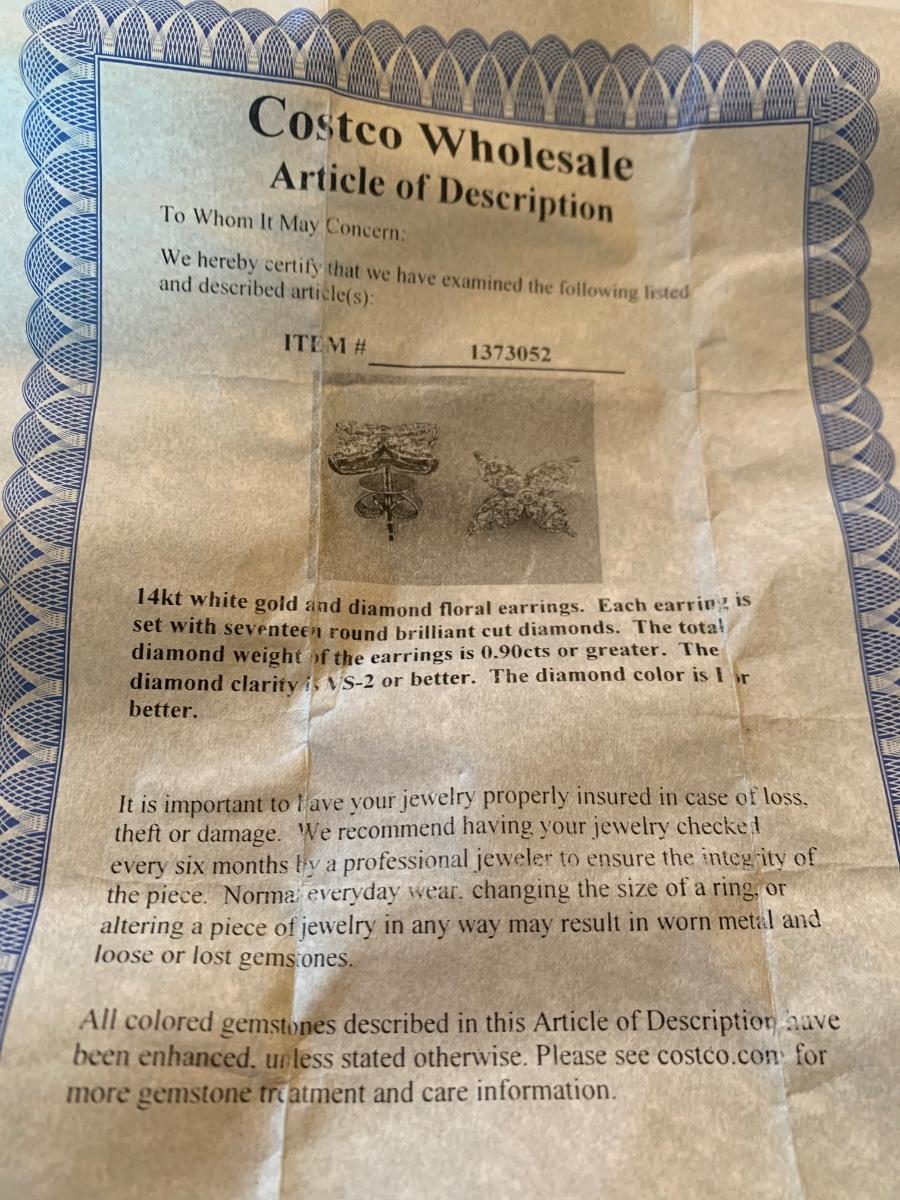 Costco Wholesale
Article of Description
To Whom It May Concern:
We hereby certify that we have examined the following listed
and described article(s):
ITEM # 1373052
14kt white gold and diamond floral earrings. Each earring is
set with seventeen round brilliant cut diamonds. The total
diamond weight of the earrings is 0.90cts or greater. The
diamond clarity is VS-2 or better. The diamond color is I or
better.
It is important to have your jewelry properly insured in case of loss,
theft or damage. We recommend having your jewelry checked
every six months by a professional jeweler to ensure the integrity of
the piece. Normal everyday wear, changing the size of a ring, or
altering a piece of jewelry in any way may result in worn metal and
loose or lost gemstones.
All colored gemstones described in this Article of Description have
been enhanced, unless stated otherwise. Please see costco.com for
more gemstone treatment and care information.